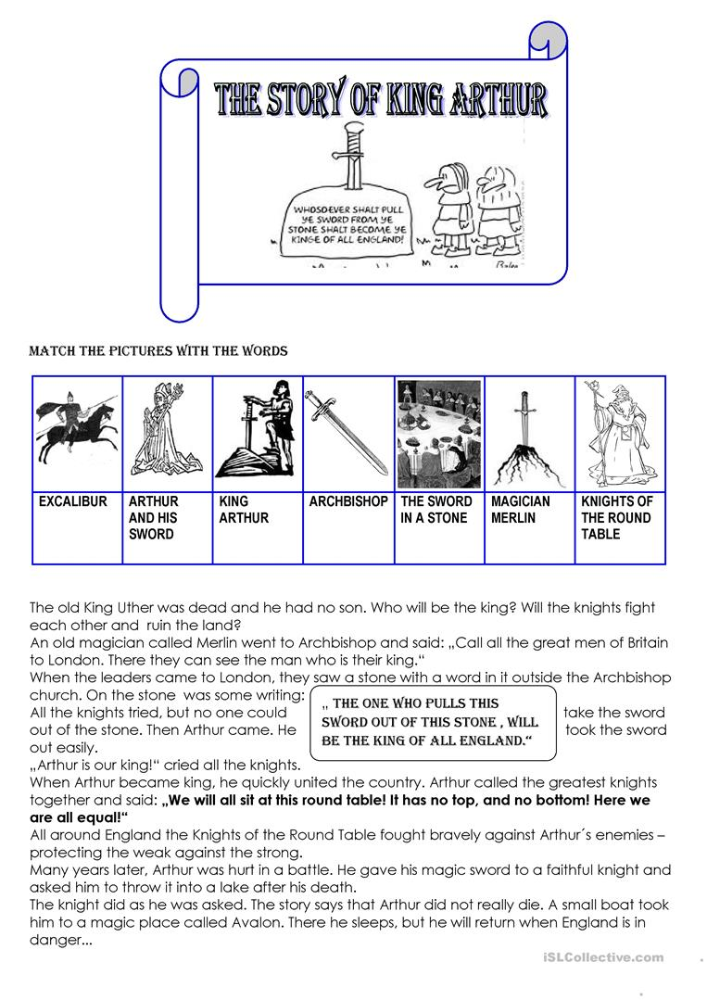 THE STORY OF KING ARTHUR
WHOSOEVER SHALT PULL
YE SWORD FROM YE
STONE SHALT BECOME YE
KINGE OF ALL ENGLAND!
MATCH THE PICTURES WITH THE WORDS
EXCALIBUR
ARTHUR
AND HIS
SWORD
KING
ARTHUR
ARCHBISHOP
THE SWORD
IN A STONE
MAGICIAN
MERLIN
KNIGHTS OF
THE ROUND
TABLE
The old King Uther was dead and he had no son. Who will be the king? Will the knights fight
each other and ruin the land?
An old magician called Merlin went to Archbishop and said: „Call all the great men of Britain
to London. There they can see the man who is their king.“
When the leaders came to London, they saw a stone with a word in it outside the Archbishop
church. On the stone was some writing:
„ THE ONE WHO PULLS THIS
SWORD OUT OF THIS STONE , WILL
BE THE KING OF ALL ENGLAND.“
All the knights tried, but no one could take the sword
out of the stone. Then Arthur came. He took the sword
out easily.
„Arthur is our king!“ cried all the knights.
When Arthur became king, he quickly united the country. Arthur called the greatest knights
together and said: „We will all sit at this round table! It has no top, and no bottom! Here we
are all equal!“
All around England the Knights of the Round Table fought bravely against Arthur´s enemies –
protecting the weak against the strong.
Many years later, Arthur was hurt in a battle. He gave his magic sword to a faithful knight and
asked him to throw it into a lake after his death.
The knight did as he was asked. The story says that Arthur did not really die. A small boat took
him to a magic place called Avalon. There he sleeps, but he will return when England is in
danger...
iSLCollective.com